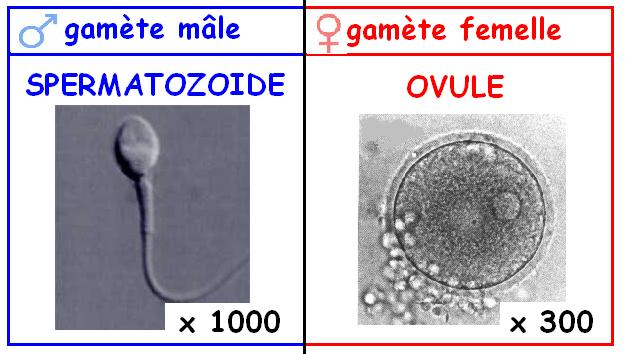 ♂ gamète mâle
SPERMATOZOIDE
x 1000
♀ gamète femelle
OVULE
x 300